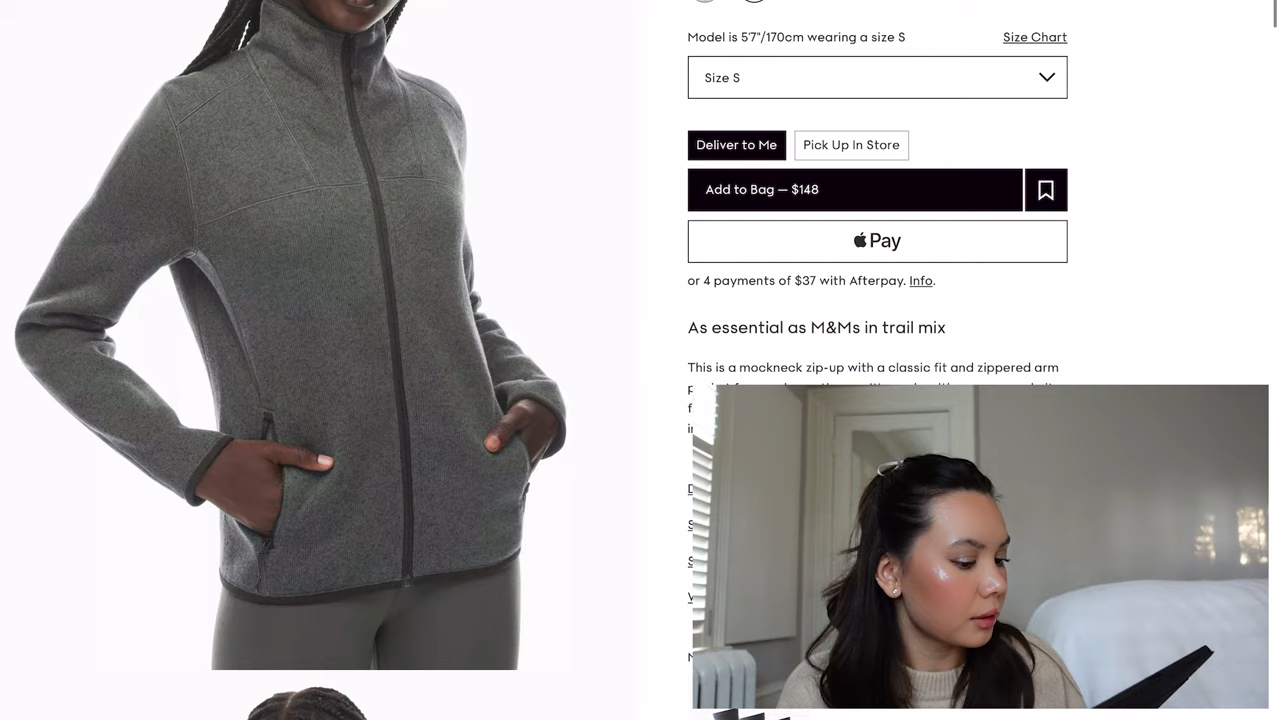 Model is 5'7"/170cm wearing a size S
Size Chart
Size S
Deliver to Me
Pick Up In Store
Add to Bag — $148
Pay
or 4 payments of $37 with Afterpay. Info.
As essential as M&Ms in trail mix
This is a mockneck zip-up with a classic fit and zippered arm